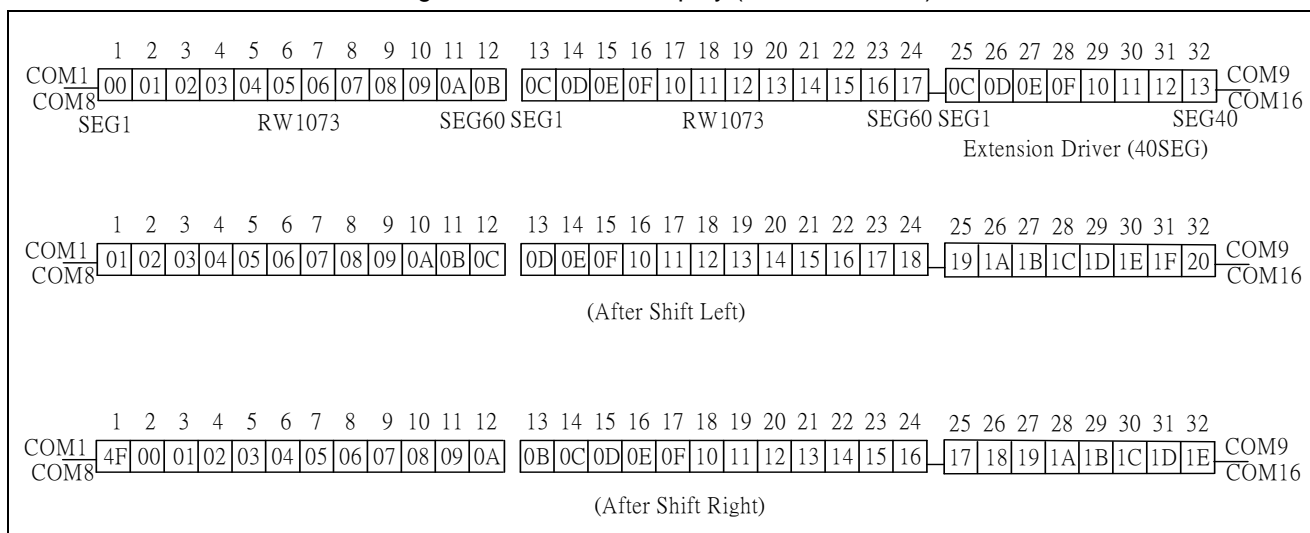 1 2 3 4 5 6 7 8 9 10 11 12 13 14 15 16 17 18 19 20 21 22 23 24 25 26 27 28 29 30 31 32
COM1 00 01 02 03 04 05 06 07 08 09 0A 0B 0C 0D 0E 0F 10 11 12 13 14 15 16 17 0C 0D 0E 0F 10 11 12 13 COM9
COM8 COM16
SEG1 RW1073 SEG60 SEG1 RW1073 SEG60 SEG1 SEG40
Extension Driver (40SEG)
1 2 3 4 5 6 7 8 9 10 11 12 13 14 15 16 17 18 19 20 21 22 23 24 25 26 27 28 29 30 31 32
COM1 01 02 03 04 05 06 07 08 09 0A 0B 0C 0D 0E 0F 10 11 12 13 14 15 16 17 18 19 1A 1B 1C 1D 1E 1F 20 COM9
COM8 COM16
(After Shift Left)
1 2 3 4 5 6 7 8 9 10 11 12 13 14 15 16 17 18 19 20 21 22 23 24 25 26 27 28 29 30 31 32
COM1 4F 00 01 02 03 04 05 06 07 08 09 0A 0B 0C 0D 0E 0F 10 11 12 13 14 15 16 17 18 19 1A 1B 1C 1D 1E COM9
COM8 COM16
(After Shift Right)